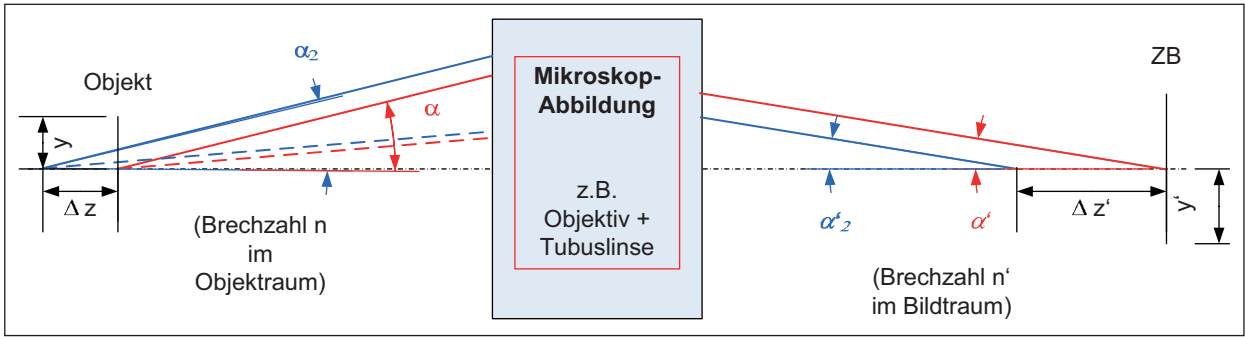 Objekt
y
Δ z
α₂
α
(Brechzahl n
im
Objektraum)
Mikroskop-
Abbildung
z.B.
Objektiv +
Tubuslinse
α‘₂
α‘
Δ z‘
y‘
ZB
(Brechzahl n‘
im Bildtraum)